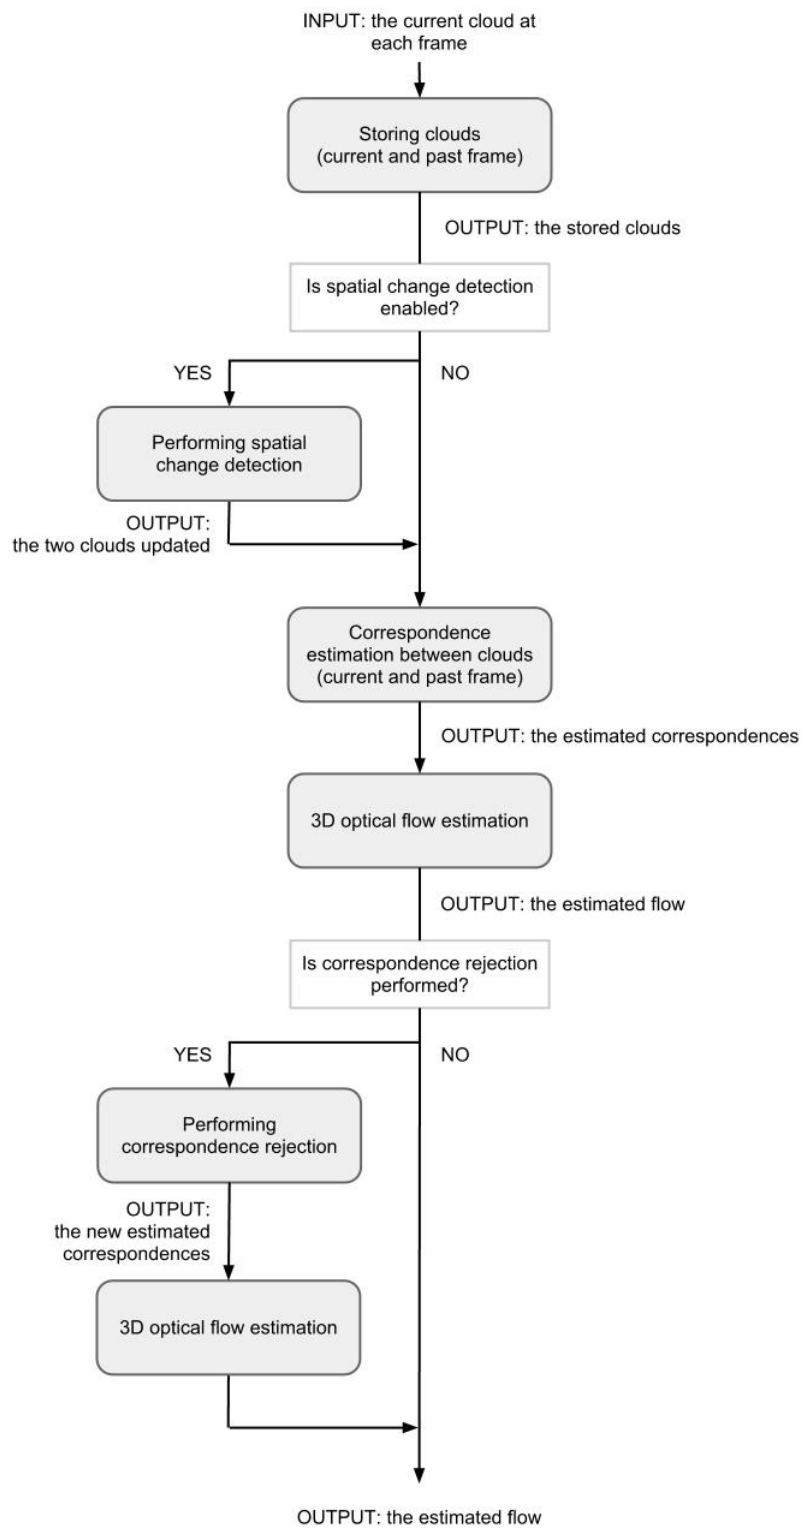 INPUT: the current cloud at
each frame
Storing clouds
(current and past frame)
OUTPUT: the stored clouds
Is spatial change detection
enabled?
YES
NO
Performing spatial
change detection
OUTPUT:
the two clouds updated
Correspondence
estimation between clouds
(current and past frame)
OUTPUT: the estimated correspondences
3D optical flow estimation
OUTPUT: the estimated flow
Is correspondence rejection
performed?
YES
NO
Performing
correspondence rejection
OUTPUT:
the new estimated
correspondences
3D optical flow estimation
OUTPUT: the estimated flow